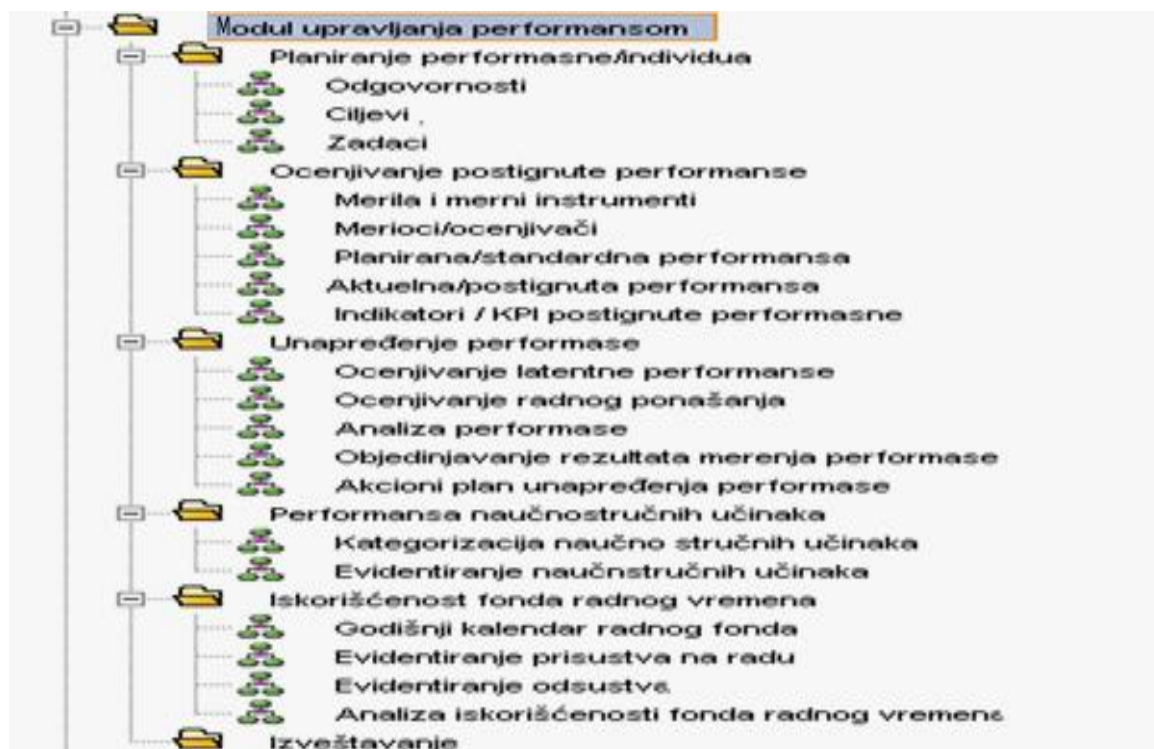 Modul upravljanja performansom
Planiranje performasne/individua
Odgovornosti
Ciljevi
Zadaci
Ocenjivanje postignute performanse
Merila i merni instrumenti
Merioci/ocenjivači
Planirana/standardna performansa
Aktuelna/postignuta performansa
Indikatori / KPI postignute performasne
Unapređenje performase
Ocenjivanje latentne performanse
Ocenjivanje radnog ponašanja
Analiza performase
Objedinjavanje rezultata merenja performase
Akcioni plan unapređenja performase
Performansa naučnostručnih učinaka
Kategorizacija naučno stručnih učinaka
Evidentiranje naučnstručnih učinaka
Iskorišćenost fonda radnog vremena
Godišnji kalendar radnog fonda
Evidentiranje prisustva na radu
Evidentiranje odsustva
Analiza iskorišćenosti fonda radnog vremena
Izveštavanje